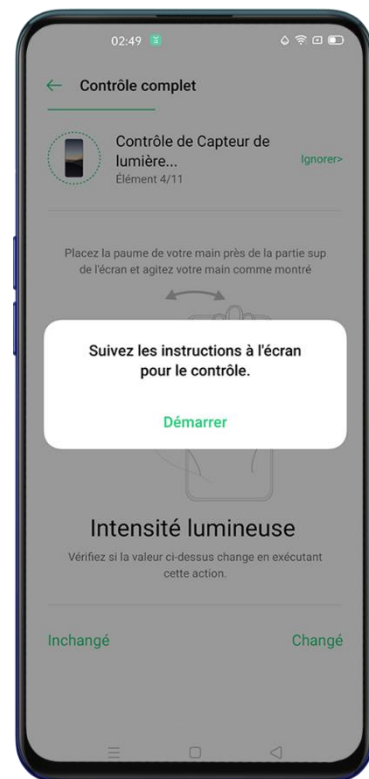 02:49
Contrôle complet
Contrôle de Capteur de
lumière...
Ignorer>
Élément 4/11
Placez la paume de votre main près de la partie sup
de l'écran et agitez votre main comme montré
Suivez les instructions à l'écran
pour le contrôle.
Démarrer
Intensité lumineuse
Vérifiez si la valeur ci-dessus change en exécutant
cette action.
Inchangé
Changé